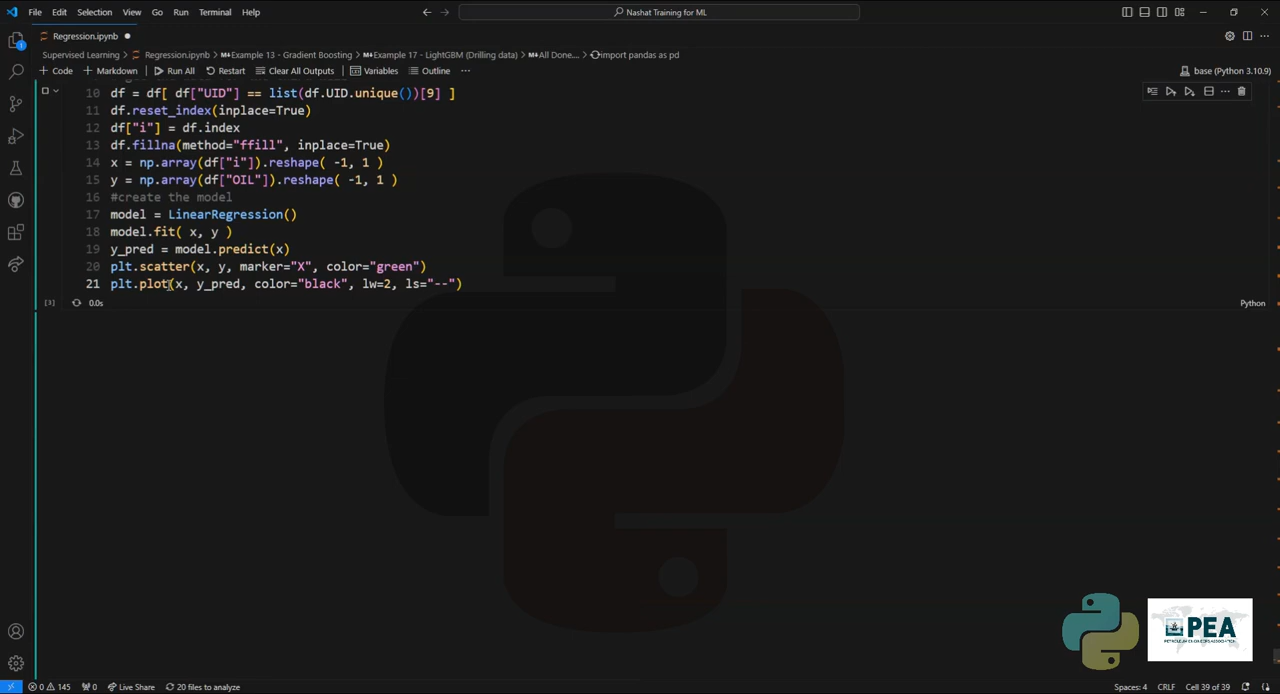 File Edit Selection View Go Run Terminal Help
Nashat Training for ML
Regression.ipynb
Supervised Learning > Regression.ipynb > Example 13 - Gradient Boosting > Example 17 - LightGBM (Drilling data) > All Done... > import pandas as pd
+ Code + Markdown Run All Restart Clear All Outputs Variables Outline ...
base (Python 3.10.9)
10 df = df[ df["UID"] == list(df.UID.unique())[9] ]
11 df.reset_index(inplace=True)
12 df["i"] = df.index
13 df.fillna(method="ffill", inplace=True)
14 x = np.array(df["i"]).reshape( -1, 1 )
15 y = np.array(df["OIL"]).reshape( -1, 1 )
16 #create the model
17 model = LinearRegression()
18 model.fit( x, y )
19 y_pred = model.predict(x)
20 plt.scatter(x, y, marker="X", color="green")
21 plt.plot(x, y_pred, color="black", lw=2, ls="--")
[3] 0.0s
Python
1
PEA
0 145 0 Live Share 20 files to analyze
Spaces: 4 CRLF Cell 39 of 39